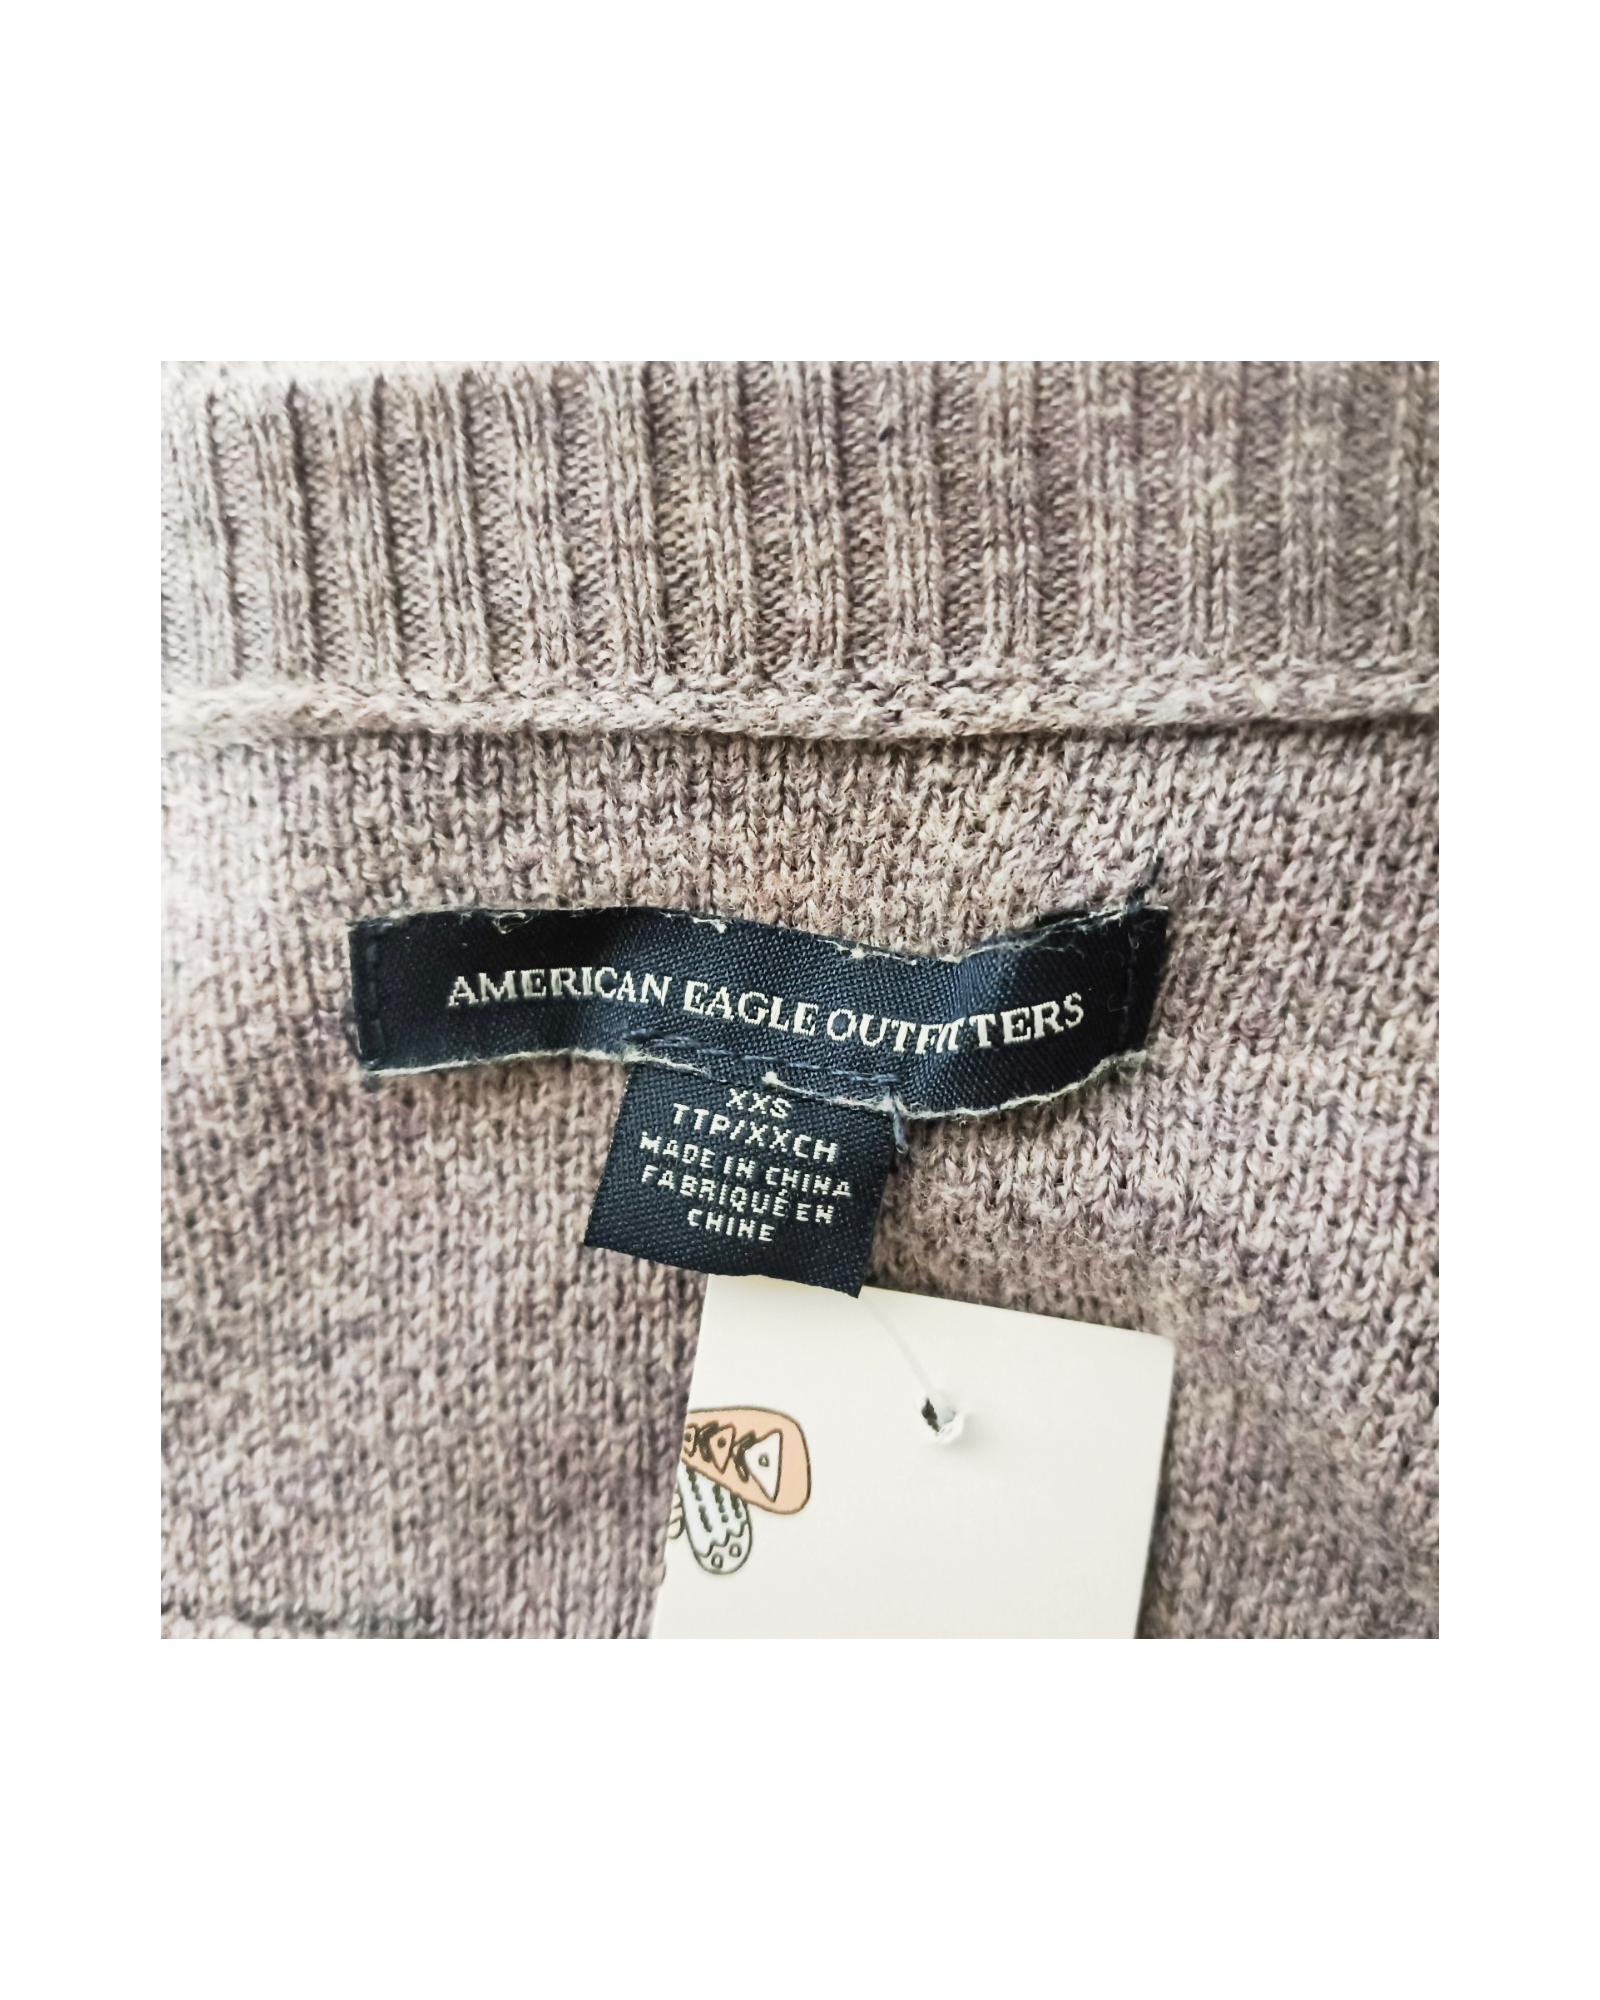 AMERICAN EAGLE OUTFITTERS
XXS
TTP/XXCH
MADE IN CHINA
FABRIQUÉ EN
CHINE